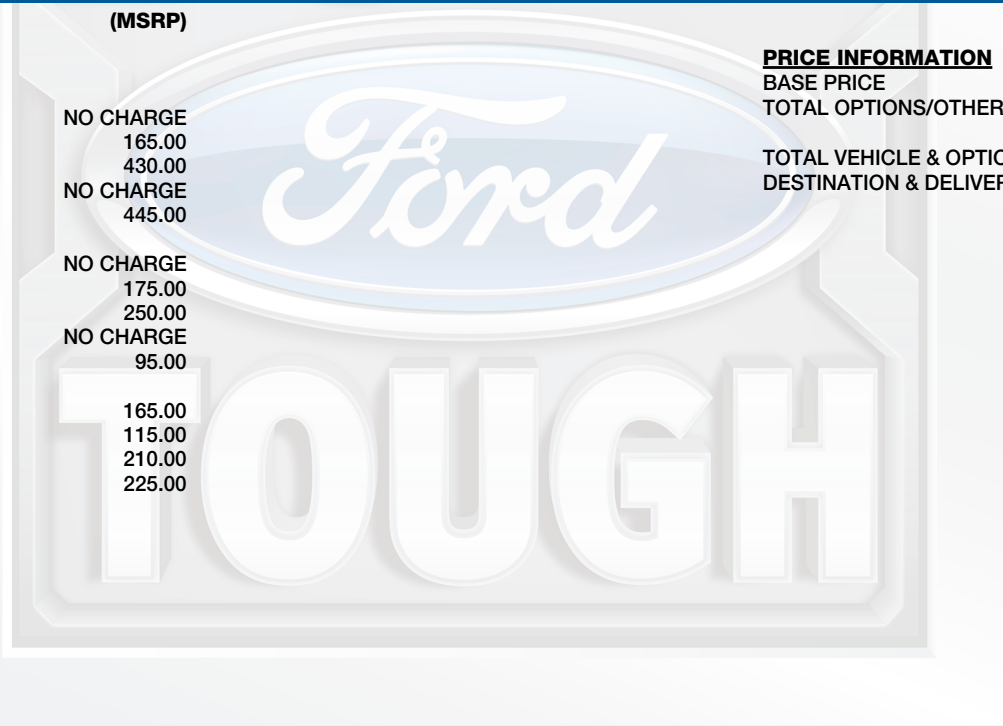 (MSRP)
NO CHARGE
165.00
430.00
NO CHARGE
445.00
NO CHARGE
175.00
250.00
NO CHARGE
95.00
165.00
115.00
210.00
225.00
PRICE INFORMATION
BASE PRICE
TOTAL OPTIONS/OTHER
TOTAL VEHICLE & OPTIO
DESTINATION & DELIVER
Ford
TOUGH